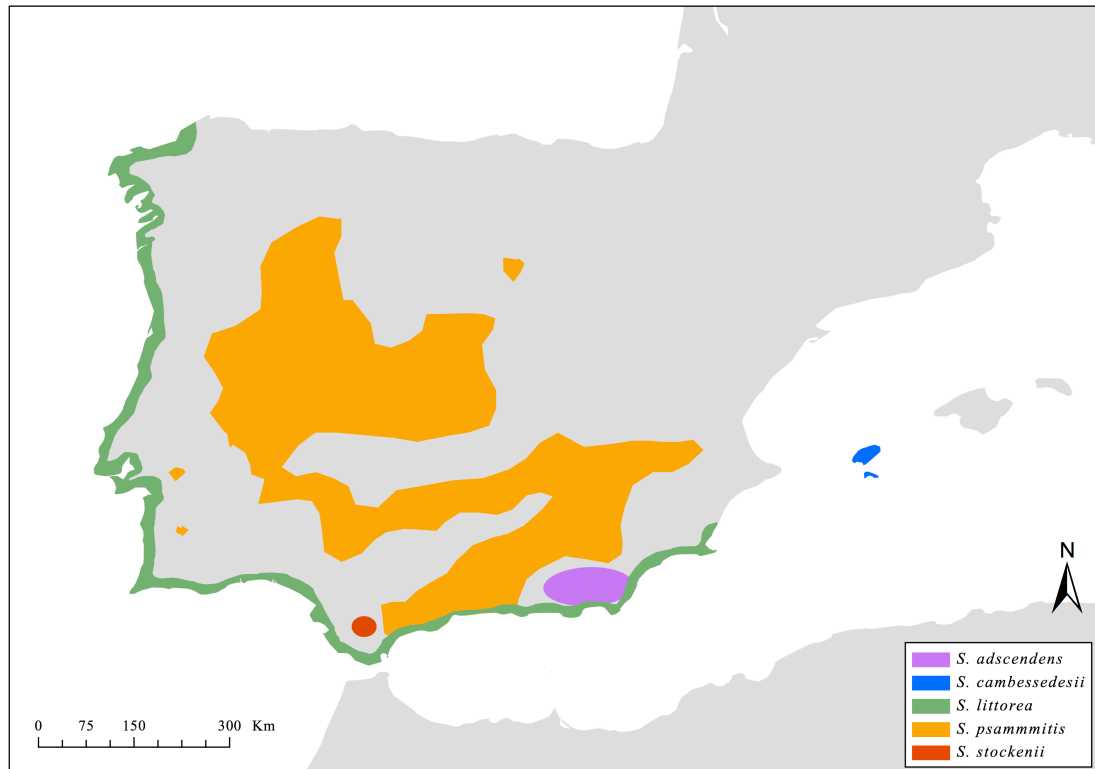 N
S. adscendens
S. cambessedesii
S. littorea
S. psammmitis
S. stockenii
0 75 150 300 Km